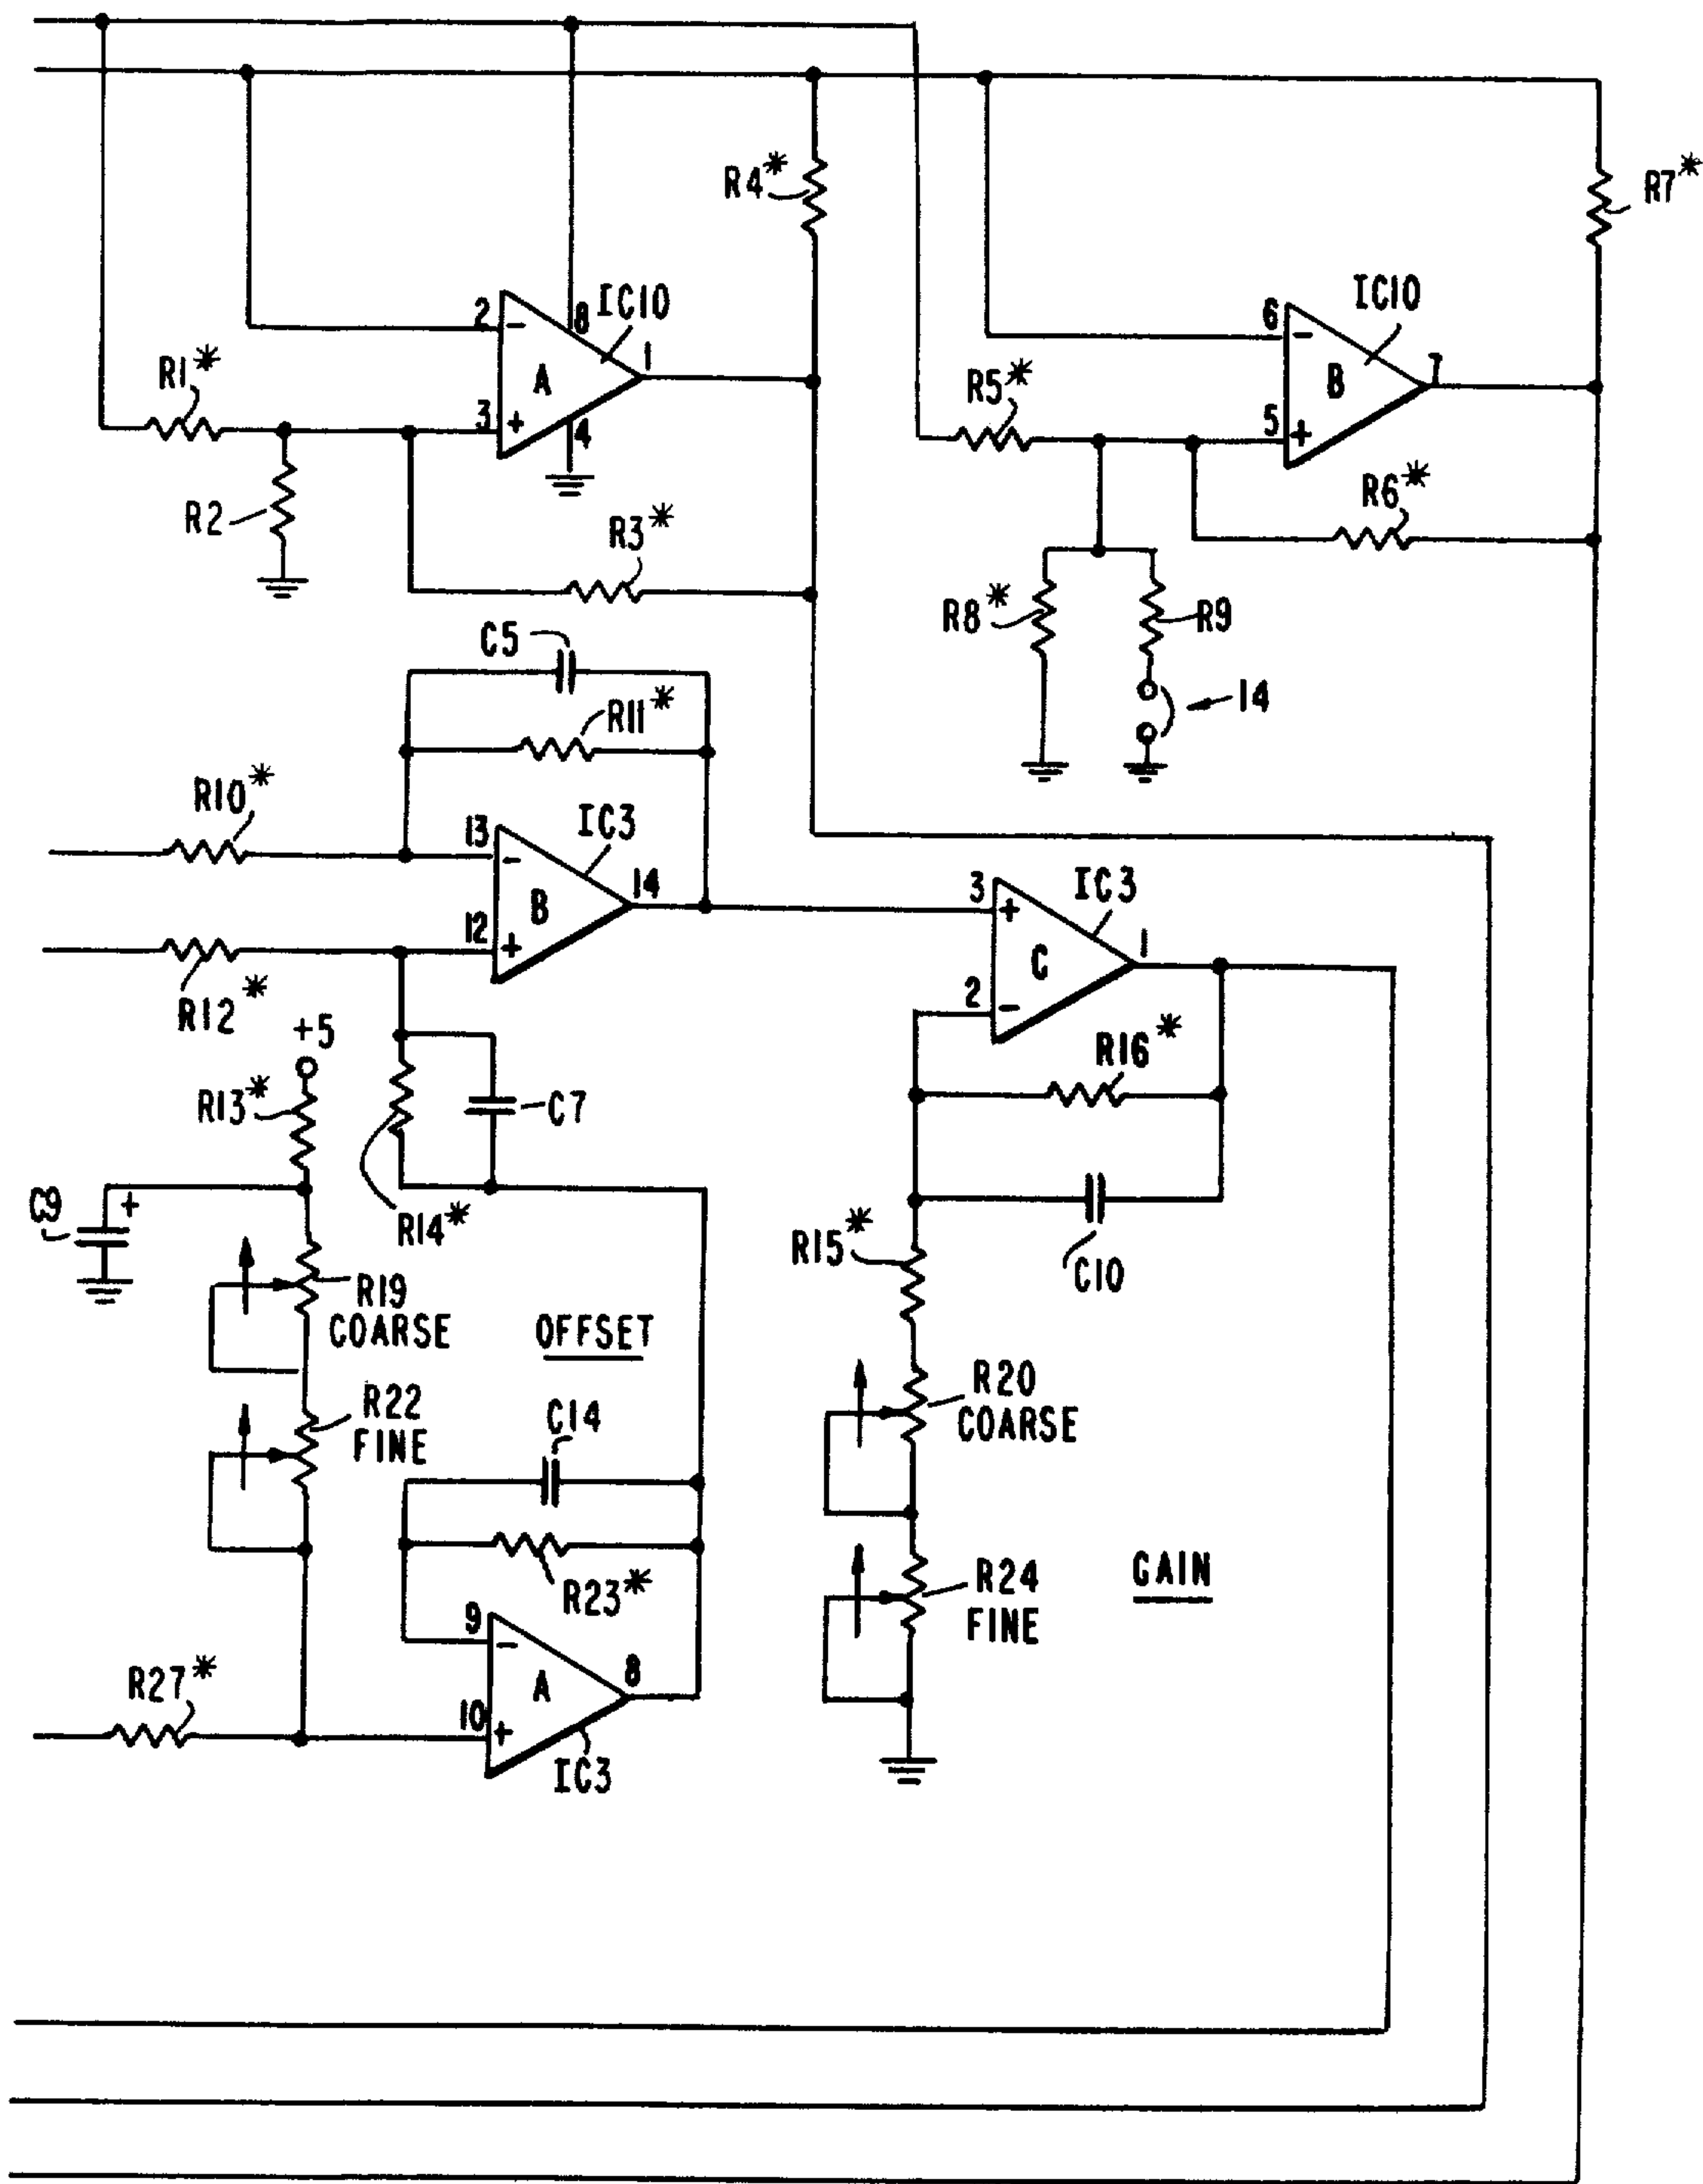 R4*
R7*
2
-
8
IC10
A
1
3
+
4
R1*
R2
R3*
6
-
IC10
B
7
5
+
R5*
R6*
R8*
R9
14
C5
R11*
R10*
13
-
IC3
B
14
12
+
R12*
3
+
IC3
C
1
2
-
R16*
+5
R13*
C7
C9
+
R14*
R15*
C10
R19
COARSE
OFFSET
R22
FINE
C14
R20
COARSE
R23*
R24
FINE
GAIN
9
-
A
8
R27*
10
+
IC3